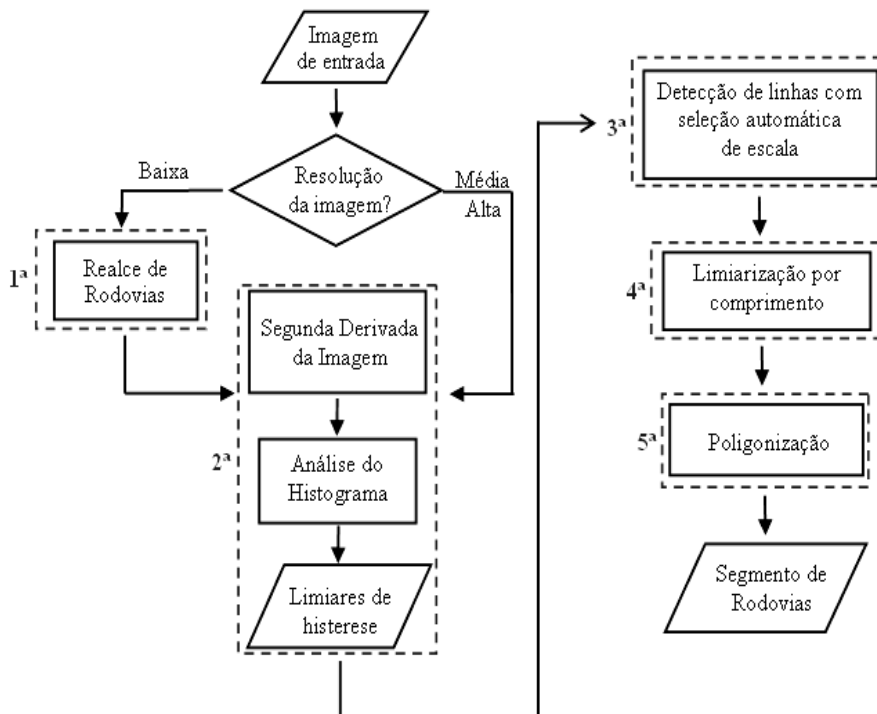 Imagem
de entrada
Resolução
da imagem?
Baixa
Média
Alta
1ª
Realce de
Rodovias
2ª
Segunda Derivada
da Imagem
Análise do
Histograma
Limiares de
histerese
3ª
Detecção de linhas com
seleção automática
de escala
4ª
Limiarização por
comprimento
5ª
Poligonização
Segmento de
Rodovias